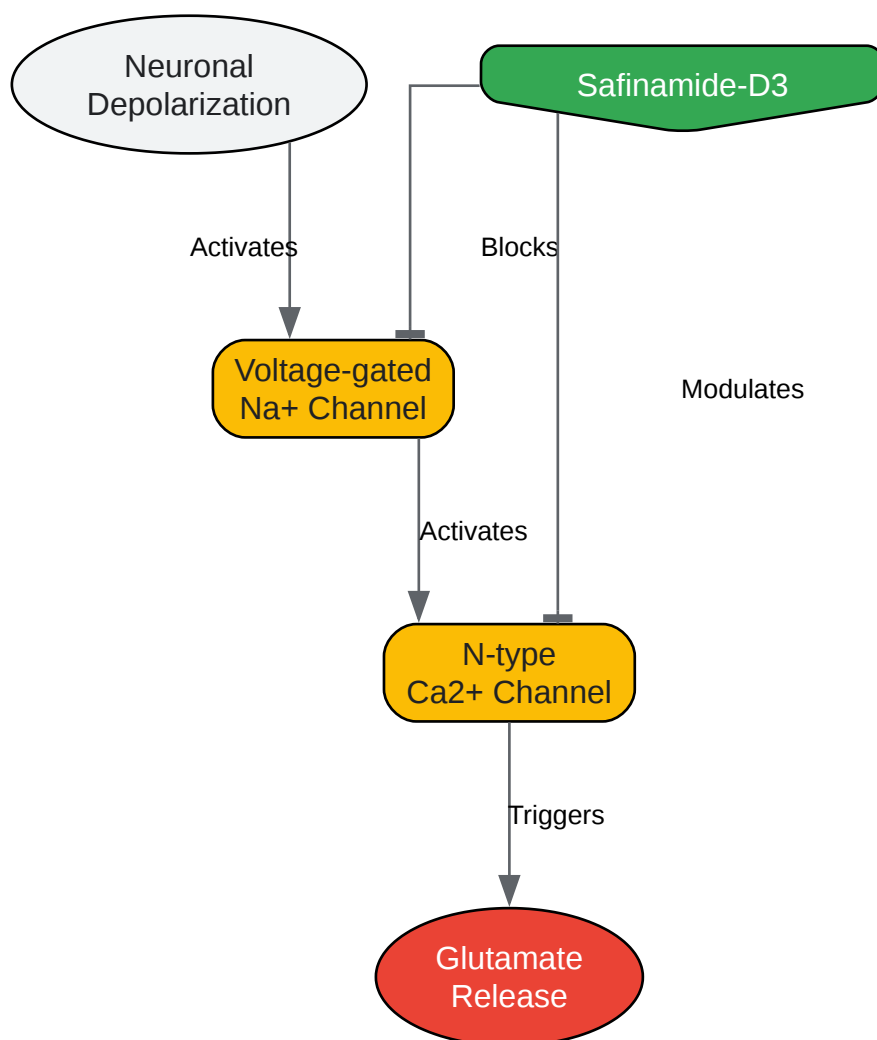 Neuronal
Depolarization
Safinamide-D3
Activates
Blocks
Voltage-gated
Na+ Channel
Modulates
Activates
N-type
Ca2+ Channel
Triggers
Glutamate
Release